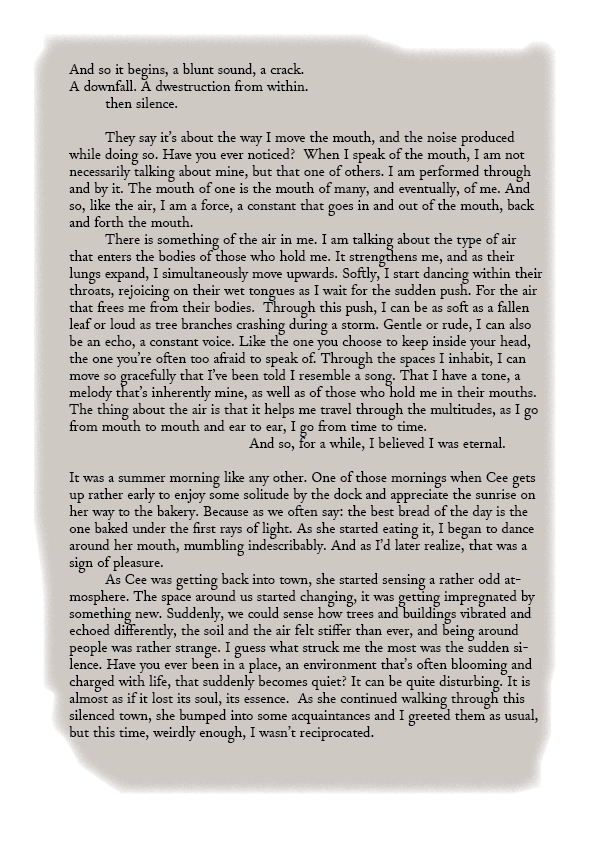 And so it begins, a blunt sound, a crack.
A downfall. A dwestruction from within.
then silence.
They say it's about the way I move the mouth, and the noise produced
while doing so. Have you ever noticed?  When I speak of the mouth, I am not
necessarily talking about mine, but that one of others. I am performed through
and by it. The mouth of one is the mouth of many, and eventually, of me. And
so, like the air, I am a force, a constant that goes in and out of the mouth, back
and forth the mouth.
There is something of the air in me. I am talking about the type of air
that enters the bodies of those who hold me. It strengthens me, and as their
lungs expand, I simultaneously move upwards. Softly, I start dancing within their
throats, rejoicing on their wet tongues as I wait for the sudden push. For the air
that frees me from their bodies.  Through this push, I can be as soft as a fallen
leaf or loud as tree branches crashing during a storm. Gentle or rude, I can also
be an echo, a constant voice. Like the one you choose to keep inside your head,
the one you're often too afraid to speak of. Through the spaces I inhabit, I can
move so gracefully that I've been told I resemble a song. That I have a tone, a
melody that's inherently mine, as well as of those who hold me in their mouths.
The thing about the air is that it helps me travel through the multitudes, as I go
from mouth to mouth and ear to ear, I go from time to time.
And so, for a while, I believed I was eternal.
It was a summer morning like any other. One of those mornings when Cee gets
up rather early to enjoy some solitude by the dock and appreciate the sunrise on
her way to the bakery. Because as we often say: the best bread of the day is the
one baked under the first rays of light. As she started eating it, I began to dance
around her mouth, mumbling indescribably. And as I'd later realize, that was a
sign of pleasure.
As Cee was getting back into town, she started sensing a rather odd at-
mosphere. The space around us started changing, it was getting impregnated by
something new. Suddenly, we could sense how trees and buildings vibrated and
echoed differently, the soil and the air felt stiffer than ever, and being around
people was rather strange. I guess what struck me the most was the sudden si-
lence. Have you ever been in a place, an environment that's often blooming and
charged with life, that suddenly becomes quiet? It can be quite disturbing. It is
almost as if it lost its soul, its essence.  As she continued walking through this
silenced town, she bumped into some acquaintances and I greeted them as usual,
but this time, weirdly enough, I wasn't reciprocated.